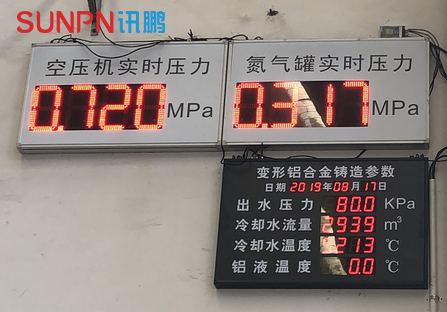 SUNPN讯鹏
空压机实时压力
0.720 MPa
氮气罐实时压力
0.317 MPa
变形铝合金铸造参数
日期 2019年08月17日
出水压力 80.0 KPa
冷却水流量 2939 m³
冷却水温度 213 ℃
铝液温度 0.0 ℃